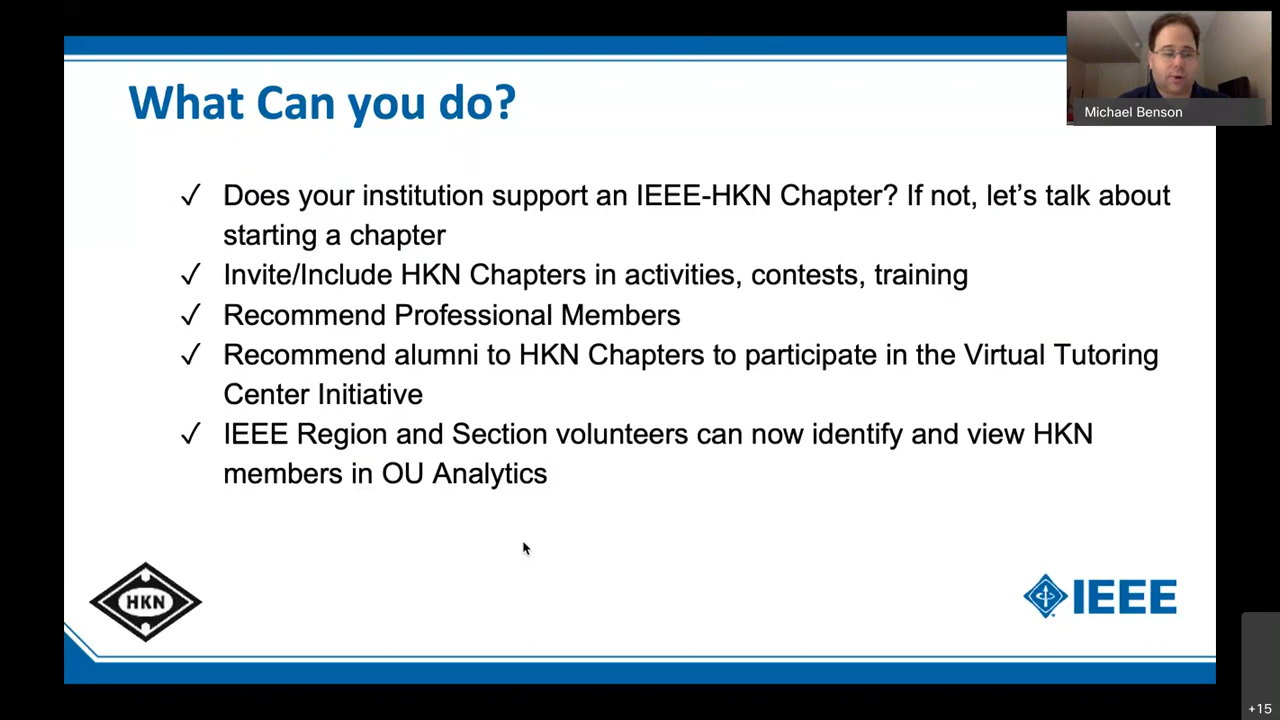 What Can you do?
Michael Benson
✓ Does your institution support an IEEE-HKN Chapter? If not, let's talk about
starting a chapter
✓ Invite/Include HKN Chapters in activities, contests, training
✓ Recommend Professional Members
✓ Recommend alumni to HKN Chapters to participate in the Virtual Tutoring
Center Initiative
✓ IEEE Region and Section volunteers can now identify and view HKN
members in OU Analytics
HKN
IEEE
+15